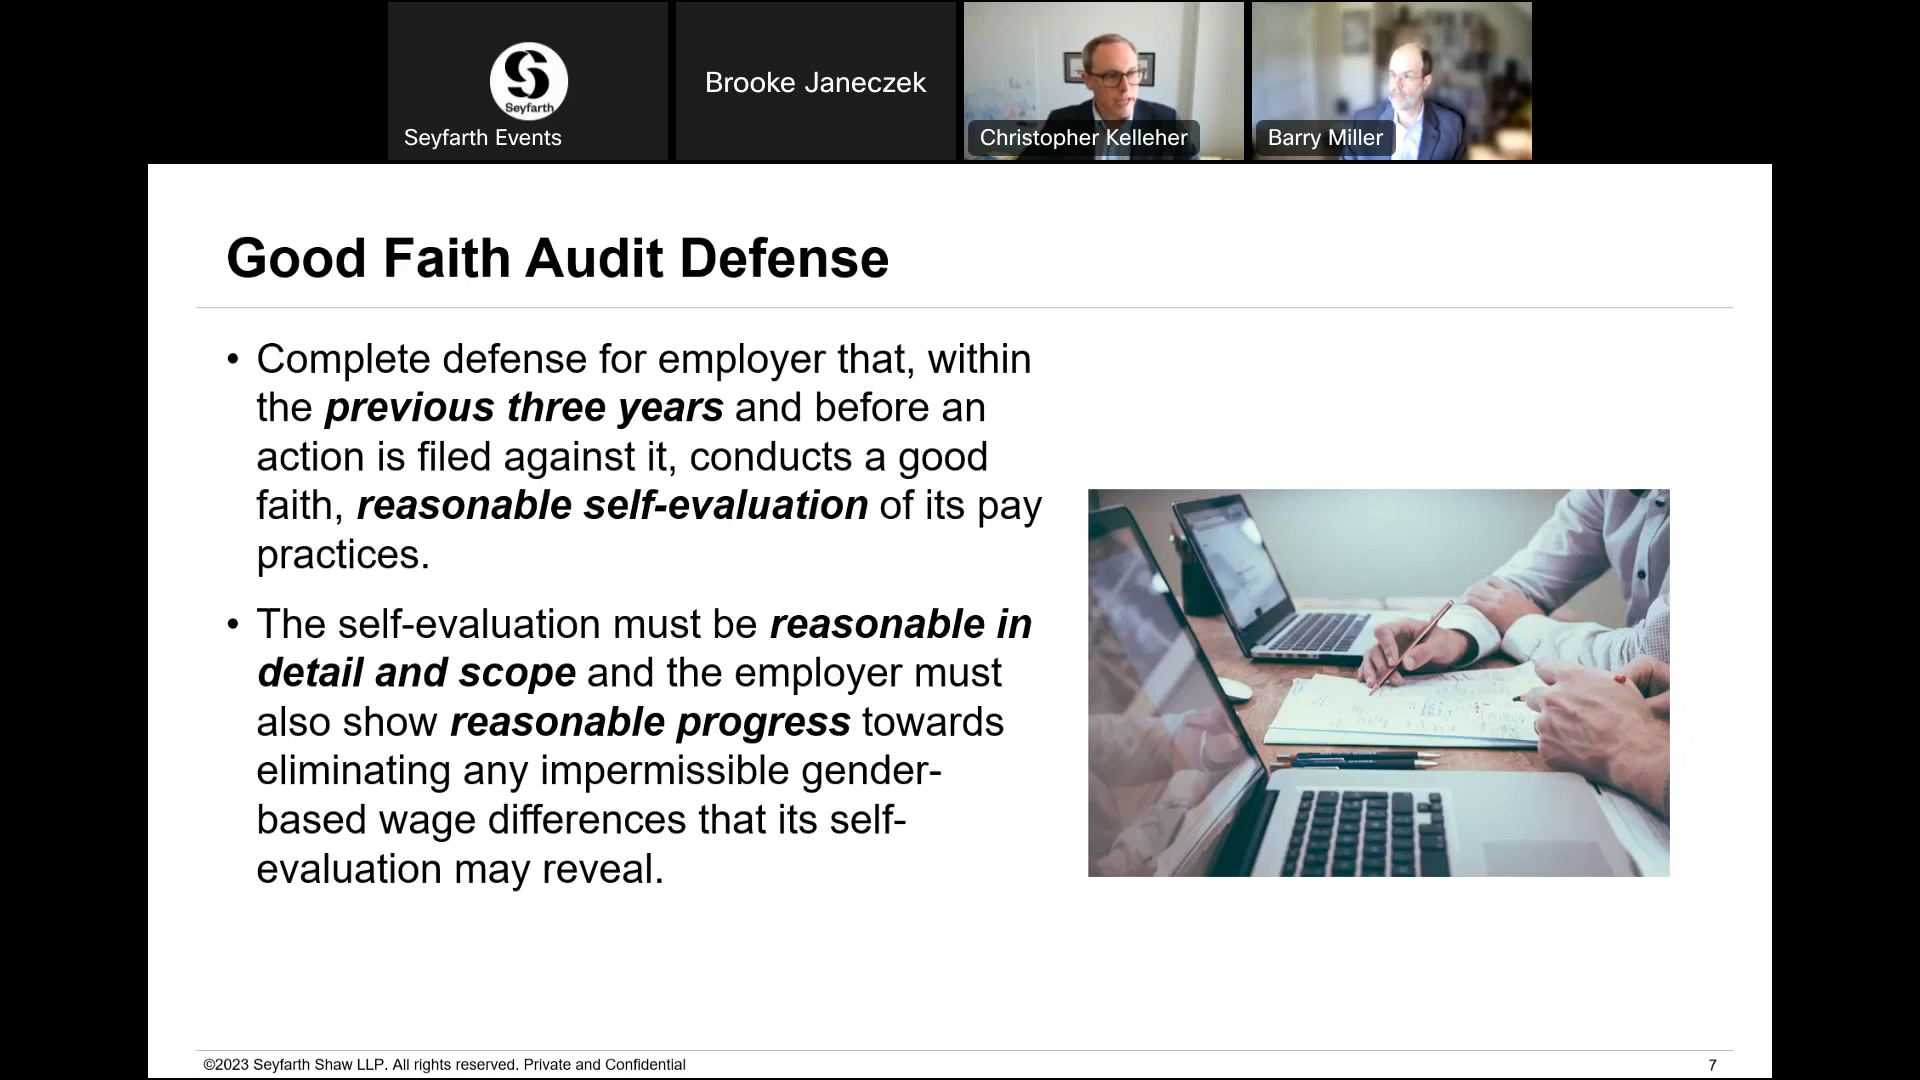 Seyfarth
Seyfarth Events
Brooke Janeczek
Christopher Kelleher
Barry Miller
Good Faith Audit Defense
• Complete defense for employer that, within
the previous three years and before an
action is filed against it, conducts a good
faith, reasonable self-evaluation of its pay
practices.
• The self-evaluation must be reasonable in
detail and scope and the employer must
also show reasonable progress towards
eliminating any impermissible gender-
based wage differences that its self-
evaluation may reveal.
©2023 Seyfarth Shaw LLP. All rights reserved. Private and Confidential
7